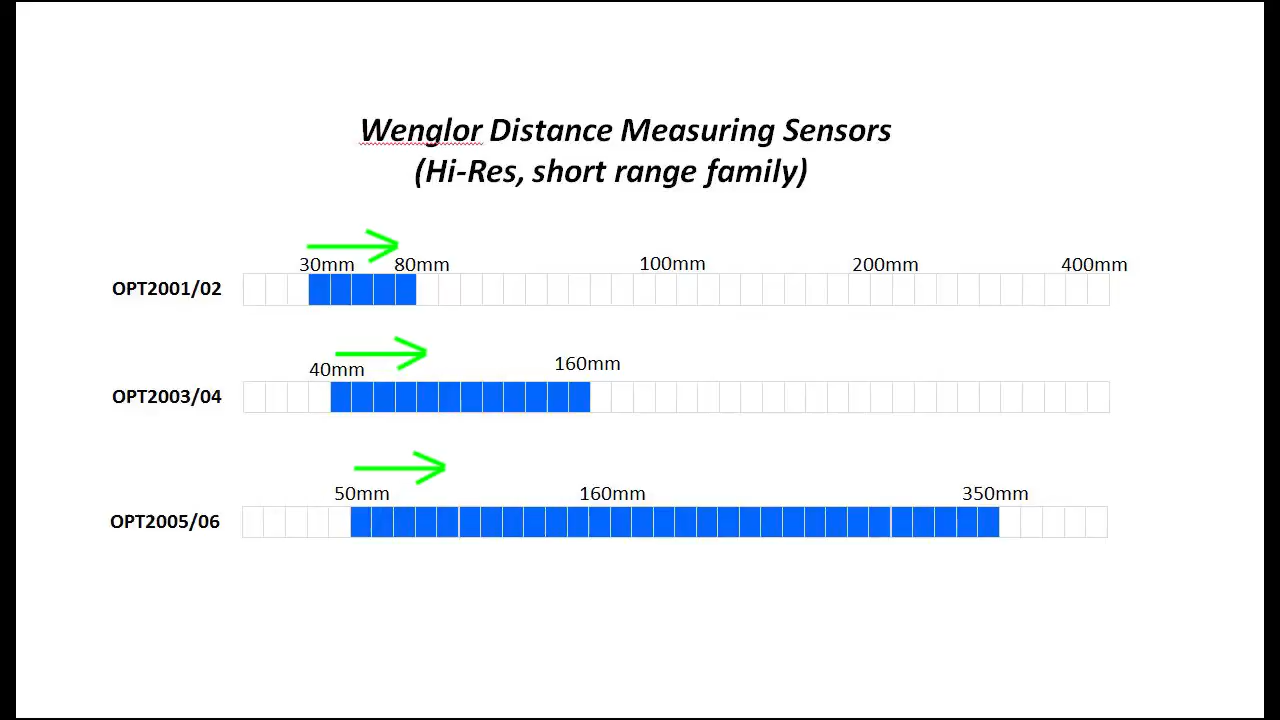 Wenglor Distance Measuring Sensors
(Hi-Res, short range family)
30mm 80mm 100mm 200mm 400mm
OPT2001/02
40mm 160mm
OPT2003/04
50mm 160mm 350mm
OPT2005/06